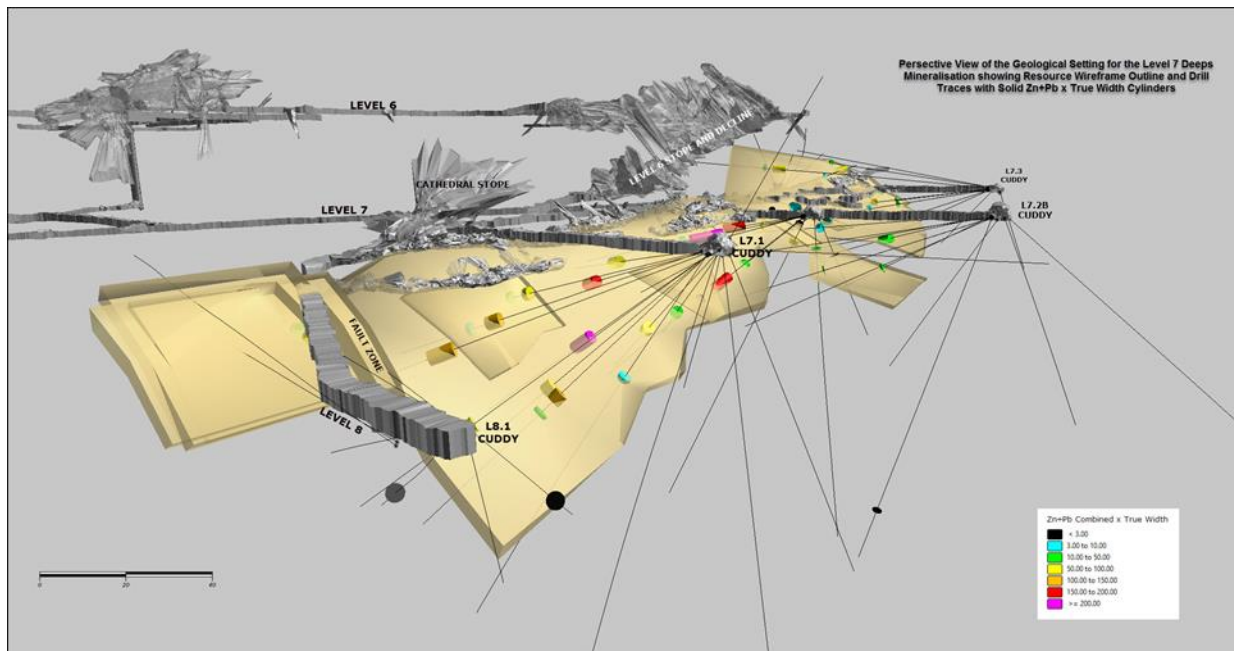 Persective View of the Geological Setting for the Level 7 Deeps
Mineralisation showing Resource Wireframe Outline and Drill
Traces with Solid Zn+Pb x True Width Cylinders
LEVEL 6
LEVEL 6 STOPE AND DECLINE
CATHEDRAL STOPE
L7.3
CUDDY
LEVEL 7
L7.2B
CUDDY
L7.1
CUDDY
FAULT ZONE
LEVEL 8
L8.1
CUDDY
Zn+Pb Combined x True Width
< 3.00
3.00 to 10.00
10.00 to 50.00
50.00 to 100.00
100.00 to 150.00
150.00 to 200.00
>= 200.00
0 20 40